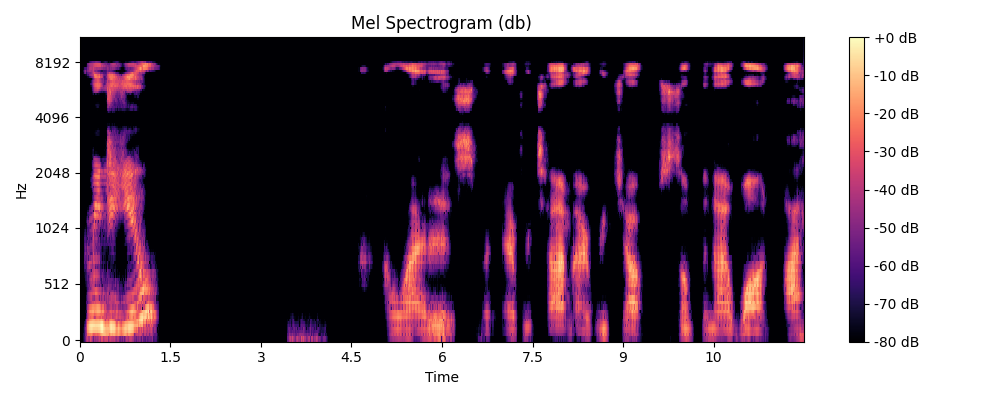 Mel Spectrogram (db)
+0 dB
8192
-10 dB
4096
-20 dB
-30 dB
2048
Hz
-40 dB
1024
-50 dB
512
-60 dB
-70 dB
0
-80 dB
0 1.5 3 4.5 6 7.5 9 10
Time